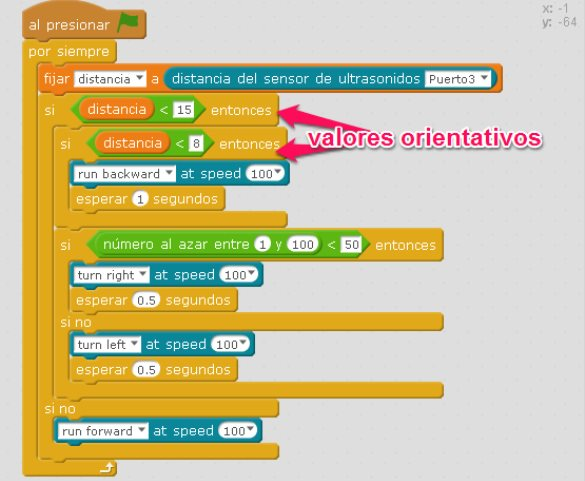 x: -1
y: -64
al presionar
por siempre
fijar distancia a distancia del sensor de ultrasonidos Puerto3
si distancia < 15 entonces
valores orientativos
si distancia < 8 entonces
run backward at speed 100
esperar 1 segundos
si número al azar entre 1 y 100 < 50 entonces
turn right at speed 100
esperar 0.5 segundos
si no
turn left at speed 100
esperar 0.5 segundos
si no
run forward at speed 100